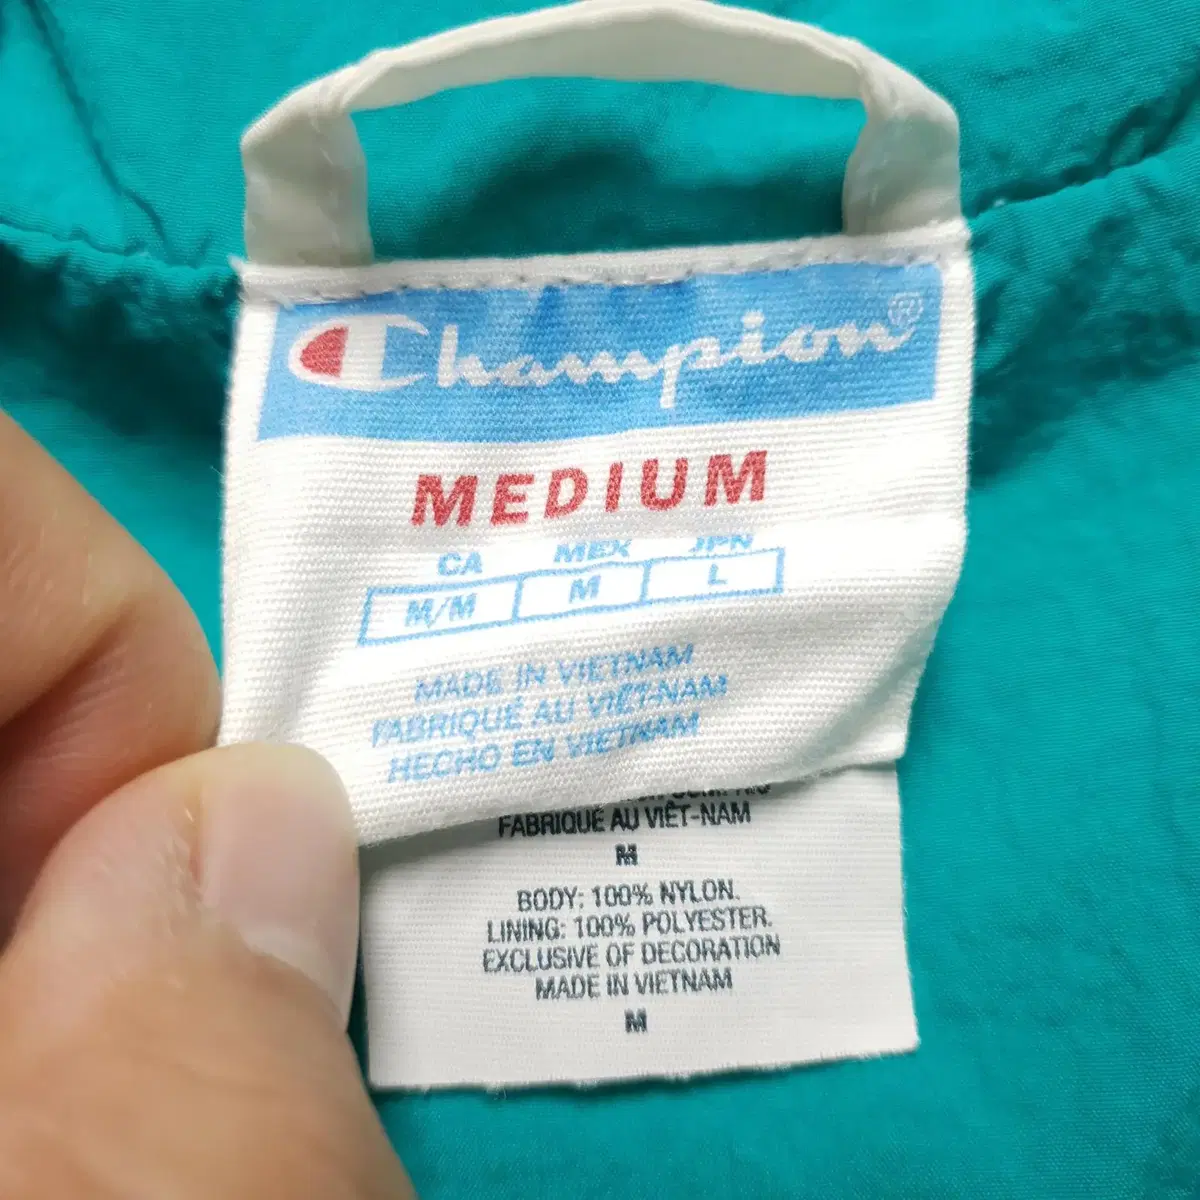 Champion®
MEDIUM
CA MEX JPN
M/M M L
MADE IN VIETNAM
FABRIQUÉ AU VIÊT-NAM
HECHO EN VIETNAM
FABRIQUÉ AU VIÊT-NAM
M
BODY: 100% NYLON.
LINING: 100% POLYESTER.
EXCLUSIVE OF DECORATION
MADE IN VIETNAM
M